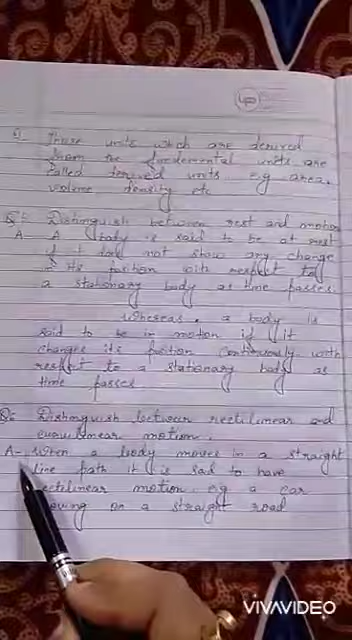 Those units which are derived
from the fundemental units are
called derived units e.g area,
volume density etc
Q: Distinguish between rest and motion
A A body is said to be at rest
if it does not show any change
in its position with respect to
a stationary body as time passes.
Whereas, a body is
said to be in motion if it
changes its position continuously with
respect to a stationary body as
time passes
Q: Distinguish between rectilinear and
motion.
A- When a body moves in a straight
line path it is said to have
rectilinear motion. eg a car
moving on a straight road
VIVAVIDEO